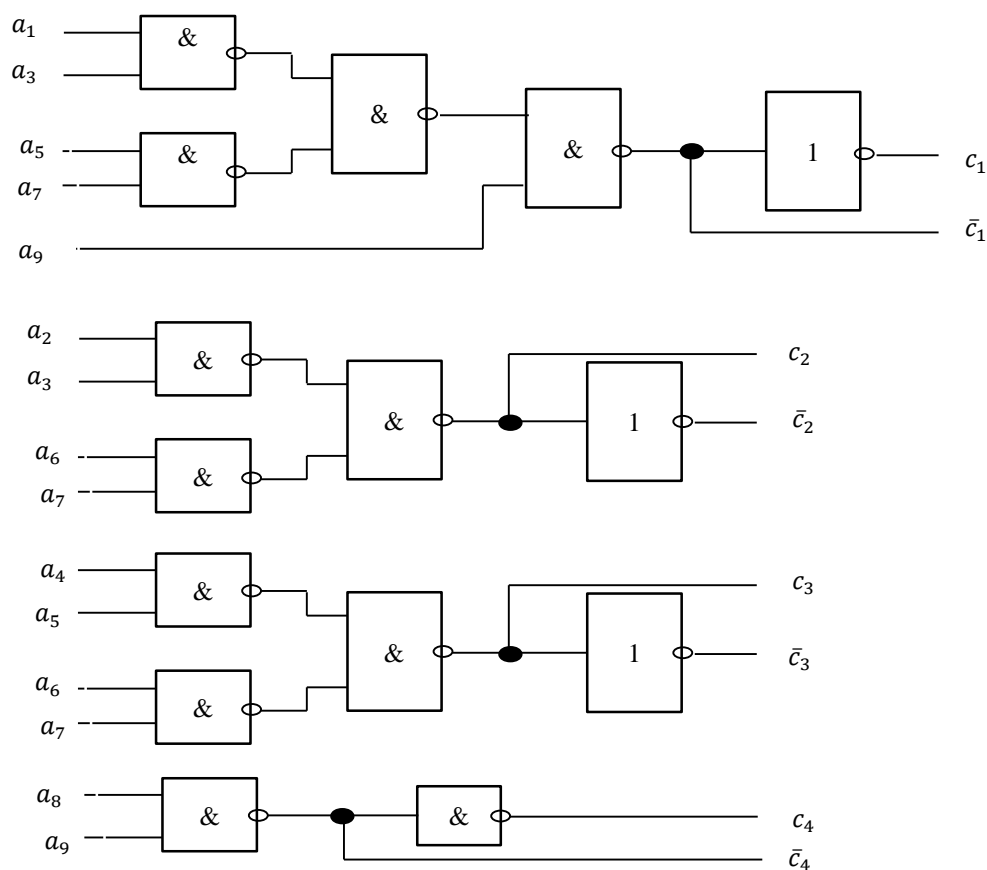 a₁
&
a₃
&
a₅
&
a₇
&
1
c₁
c̄₁
a₉
a₂
&
a₃
&
c₂
1
c̄₂
a₆
&
a₇
a₄
&
a₅
&
c₃
1
c̄₃
a₆
&
a₇
a₈
&
&
c₄
a₉
c̄₄